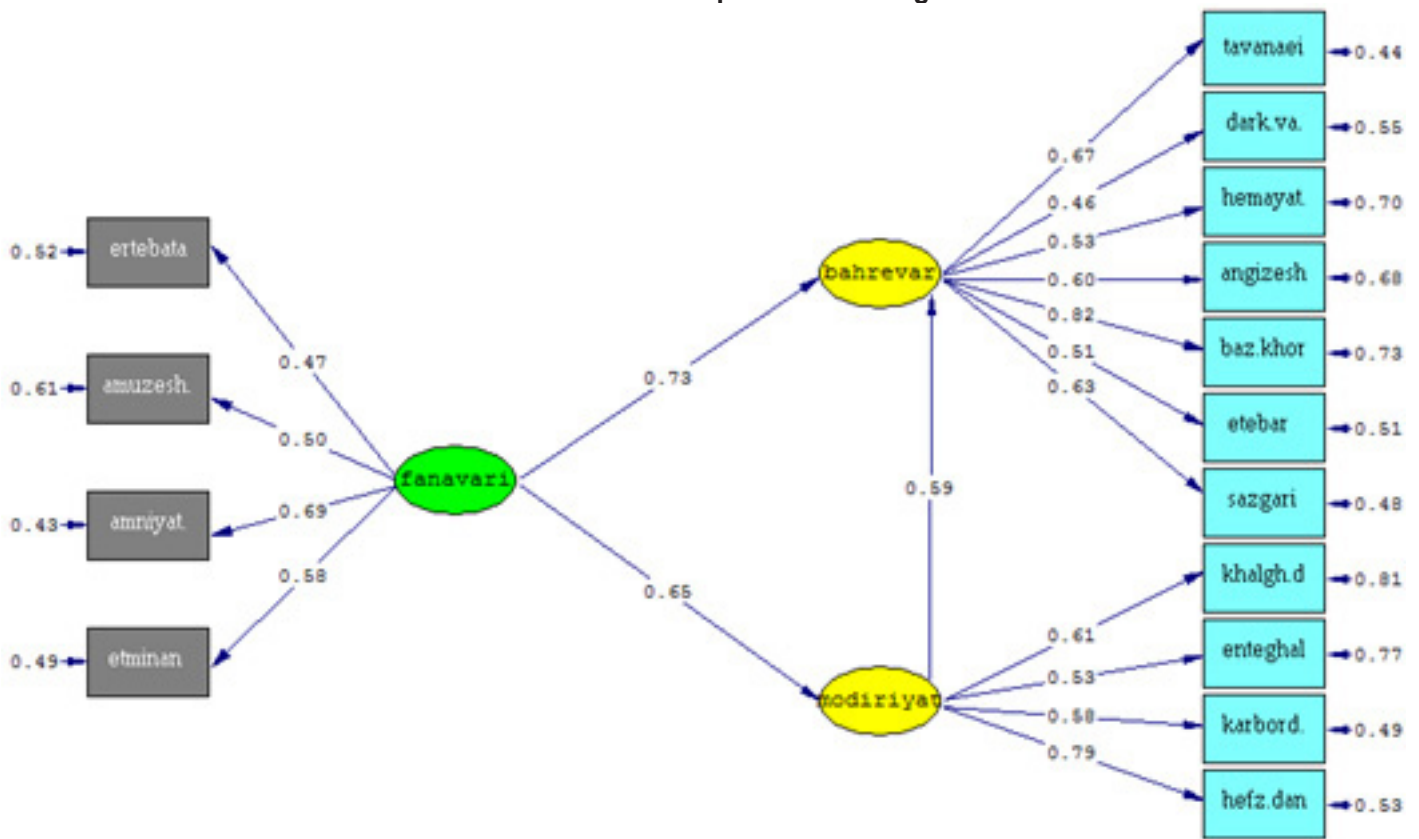 tavanaei
0.44
dark.va.
0.55
0.67
hemayat.
0.70
0.46
ertebata
0.52
0.53
bahrevar
angizesh
0.68
0.60
0.82
baz.khor
0.73
0.47
0.51
amuzesh.
0.61
0.73
0.63
etebar
0.51
0.50
fanavari
0.59
sazgari
0.48
amniyat.
0.43
0.69
khalgh.d
0.81
0.58
0.65
0.61
enteghal
0.77
etminan
0.49
0.53
modiriyat
0.58
karbord.
0.49
0.79
hefz.dan
0.53